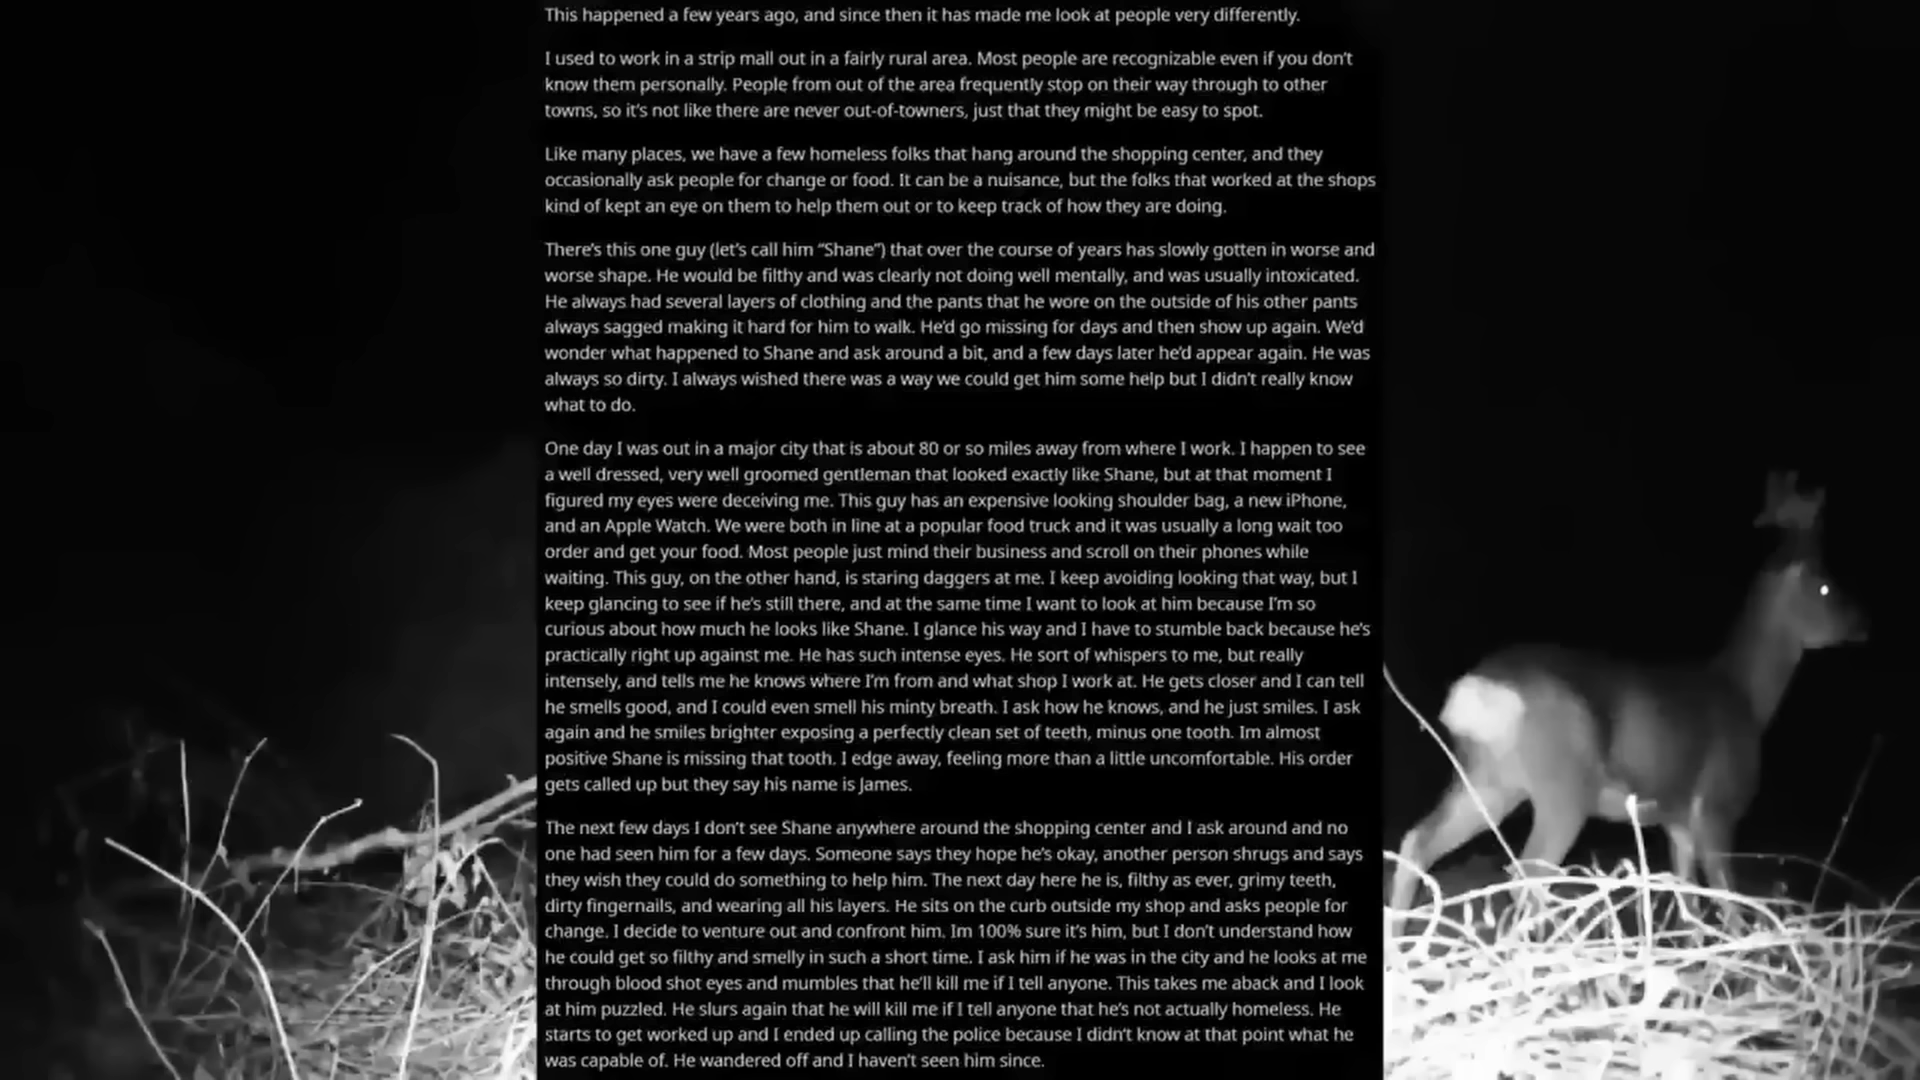 This happened a few years ago, and since then it has made me look at people very differently.
I used to work in a strip mall out in a fairly rural area. Most people are recognizable even if you don't
know them personally. People from out of the area frequently stop on their way through to other
towns, so it's not like there are never out-of-towners, just that they might be easy to spot.
Like many places, we have a few homeless folks that hang around the shopping center, and they
occasionally ask people for change or food. It can be a nuisance, but the folks that worked at the shops
kind of kept an eye on them to help them out or to keep track of how they are doing.
There's this one guy (let's call him “Shane”) that over the course of years has slowly gotten in worse and
worse shape. He would be filthy and was clearly not doing well mentally, and was usually intoxicated.
He always had several layers of clothing and the pants that he wore on the outside of his other pants
always sagged making it hard for him to walk. He'd go missing for days and then show up again. We'd
wonder what happened to Shane and ask around a bit, and a few days later he'd appear again. He was
always so dirty. I always wished there was a way we could get him some help but I didn't really know
what to do.
One day I was out in a major city that is about 80 or so miles away from where I work. I happen to see
a well dressed, very well groomed gentleman that looked exactly like Shane, but at that moment I
figured my eyes were deceiving me. This guy has an expensive looking shoulder bag, a new iPhone,
and an Apple Watch. We were both in line at a popular food truck and it was usually a long wait too
order and get your food. Most people just mind their business and scroll on their phones while
waiting. This guy, on the other hand, is staring daggers at me. I keep avoiding looking that way, but I
keep glancing to see if he's still there, and at the same time I want to look at him because I'm so
curious about how much he looks like Shane. I glance his way and I have to stumble back because he's
practically right up against me. He has such intense eyes. He sort of whispers to me, but really
intensely, and tells me he knows where I'm from and what shop I work at. He gets closer and I can tell
he smells good, and I could even smell his minty breath. I ask how he knows, and he just smiles. I ask
again and he smiles brighter exposing a perfectly clean set of teeth, minus one tooth. Im almost
positive Shane is missing that tooth. I edge away, feeling more than a little uncomfortable. His order
gets called up but they say his name is James.
The next few days I don't see Shane anywhere around the shopping center and I ask around and no
one had seen him for a few days. Someone says they hope he's okay, another person shrugs and says
they wish they could do something to help him. The next day here he is, filthy as ever, grimy teeth,
dirty fingernails, and wearing all his layers. He sits on the curb outside my shop and asks people for
change. I decide to venture out and confront him. Im 100% sure it's him, but I don't understand how
he could get so filthy and smelly in such a short time. I ask him if he was in the city and he looks at me
through blood shot eyes and mumbles that he'll kill me if I tell anyone. This takes me aback and I look
at him puzzled. He slurs again that he will kill me if I tell anyone that he's not actually homeless. He
starts to get worked up and I ended up calling the police because I didn't know at that point what he
was capable of. He wandered off and I haven't seen him since.